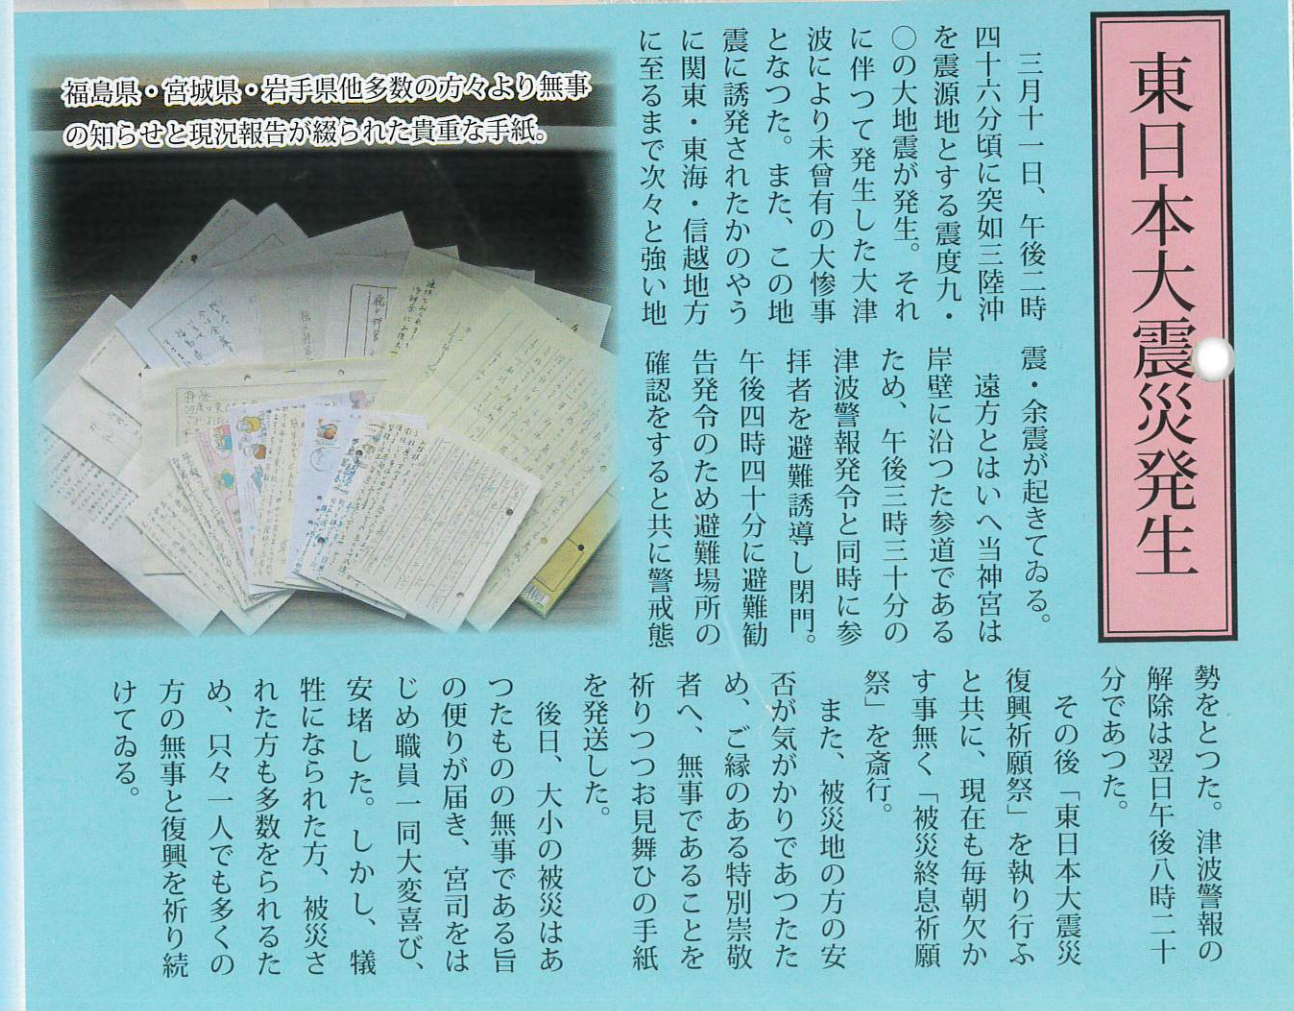 東日本大震災発生
三月十一日、午後二時
四十六分頃に突如三陸沖
を震源地とする震度九・
〇の大地震が発生。それ
に伴つて発生した大津
波により未曾有の大惨事
となつた。また、この地
震に誘発されたかのやう
に関東・東海・信越地方
に至るまで次々と強い地
震・余震が起きてゐる。
遠方とはいへ当神宮は
岸壁に沿つた参道である
ため、午後三時三十分の
津波警報発令と同時に参
拝者を避難誘導し閉門。
午後四時四十分に避難勧
告発令のため避難場所の
確認をすると共に警戒態
勢をとつた。津波警報の
解除は翌日午後八時二十
分であつた。
その後「東日本大震災
復興祈願祭」を執り行ふ
と共に、現在も毎朝欠か
す事無く「被災終息祈願
祭」を斎行。
また、被災地の方の安
否が気がかりであつたた
め、ご縁のある特別崇敬
者へ、無事であることを
祈りつつお見舞ひの手紙
を発送した。
後日、大小の被災はあ
つたものの無事である旨
の便りが届き、宮司をは
じめ職員一同大変喜び、
安堵した。しかし、犠
牲になられた方、被災さ
れた方も多数をられるた
め、只々一人でも多くの
方の無事と復興を祈り続
けてゐる。
福島県・宮城県・岩手県他多数の方々より無事
の知らせと現況報告が綴られた貴重な手紙。